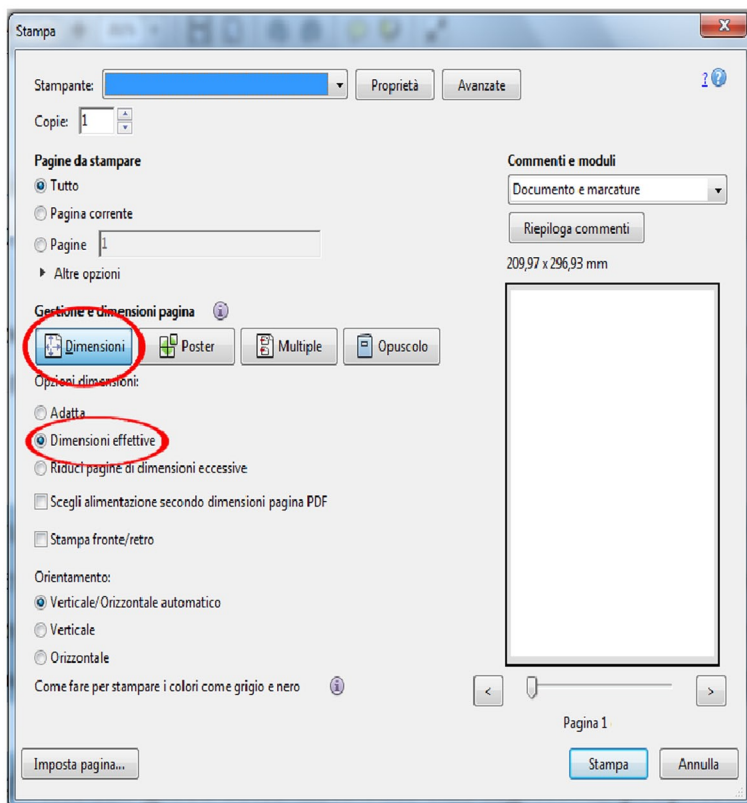 Stampa
Stampante:
Proprietà
Avanzate
?
Copie: 1
Pagine da stampare
Tutto
Pagina corrente
Pagine 1
Altre opzioni
Commenti e moduli
Documento e marcature
Riepiloga commenti
209,97 x 296,93 mm
Gestione e dimensioni pagina
Dimensioni
Poster
Multiple
Opuscolo
Opzioni dimensioni:
Adatta
Dimensioni effettive
Riduci pagine di dimensioni eccessive
Scegli alimentazione secondo dimensioni pagina PDF
Stampa fronte/retro
Orientamento:
Verticale/Orizzontale automatico
Verticale
Orizzontale
Come fare per stampare i colori come grigio e nero
<
>
Pagina 1
Imposta pagina...
Stampa
Annulla